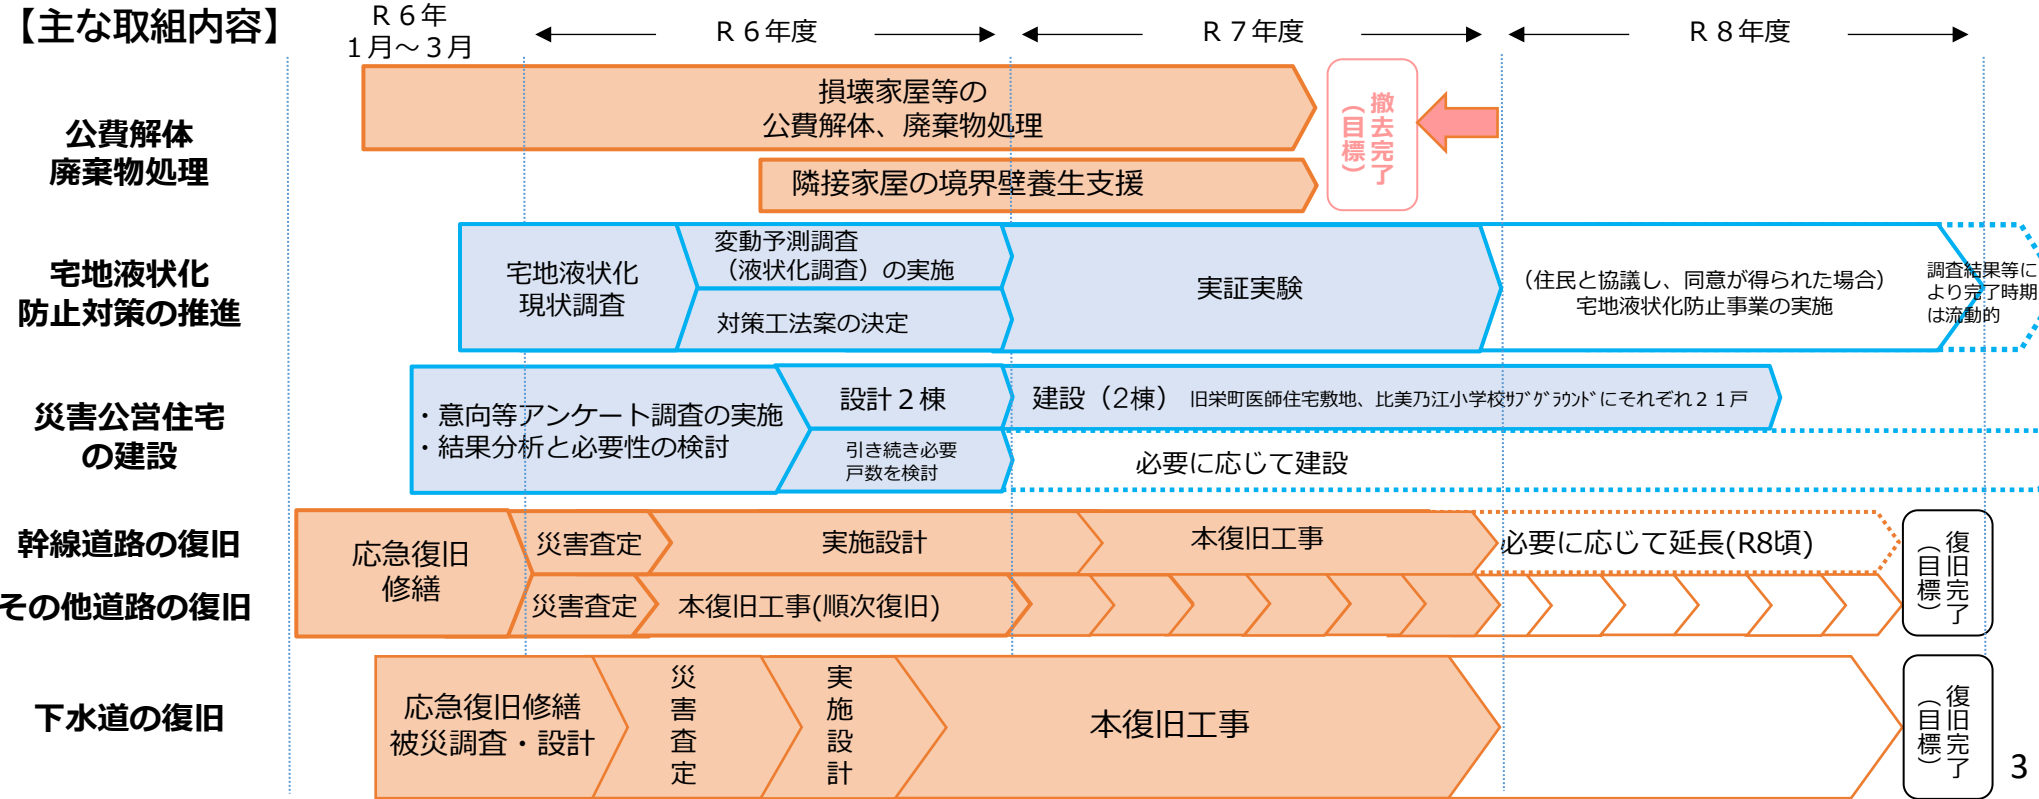 【主な取組内容】
Ｒ６年
１月～３月
Ｒ６年度
Ｒ７年度
Ｒ８年度
公費解体
廃棄物処理
損壊家屋等の
公費解体、廃棄物処理
隣接家屋の境界壁養生支援
撤去完了
（目標）
宅地液状化
防止対策の推進
宅地液状化
現状調査
変動予測調査
（液状化調査）の実施
対策工法案の決定
実証実験
（住民と協議し、同意が得られた場合）
宅地液状化防止事業の実施
調査結果等に
より完了時期
は流動的
災害公営住宅
の建設
・意向等アンケート調査の実施
・結果分析と必要性の検討
設計２棟
引き続き必要
戸数を検討
建設（2棟）　旧栄町医師住宅敷地、比美乃江小学校ｻﾌﾞｸﾞﾗｳﾝﾄﾞにそれぞれ２１戸
必要に応じて建設
幹線道路の復旧
その他道路の復旧
応急復旧
修繕
災害査定
実施設計
本復旧工事
必要に応じて延長(R8頃)
災害査定
本復旧工事(順次復旧)
復旧完了
（目標）
下水道の復旧
応急復旧修繕
被災調査・設計
災害査定
実施設計
本復旧工事
復旧完了
（目標）
3